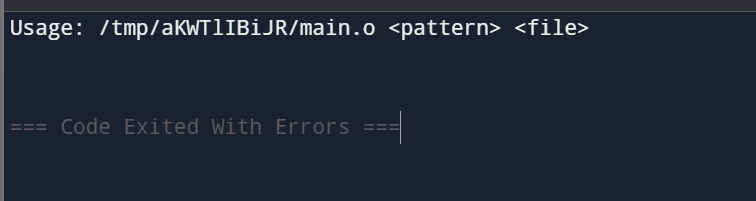 Usage: /tmp/aKWTlIBiJR/main.o <pattern> <file>
=== Code Exited With Errors ===